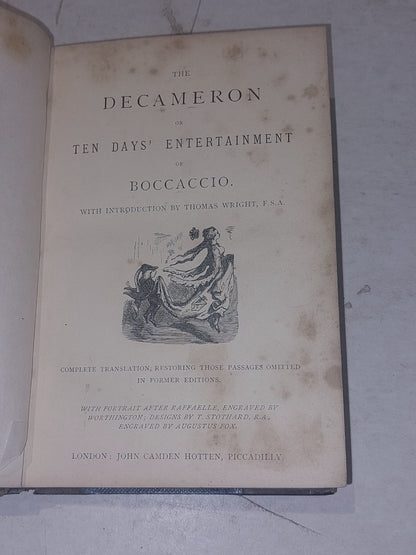 THE
DECAMERON
OR
TEN DAYS' ENTERTAINMENT
OF
BOCCACCIO.
WITH INTRODUCTION BY THOMAS WRIGHT, F.S.A.
COMPLETE TRANSLATION, RESTORING THOSE PASSAGES OMITTED
IN FORMER EDITIONS.
WITH PORTRAIT AFTER RAFFAELLE, ENGRAVED BY
WORTHINGTON; DESIGNS BY T. STOTHARD, R.A.,
ENGRAVED BY AUGUSTUS FOX.
LONDON: JOHN CAMDEN HOTTEN, PICCADILLY.